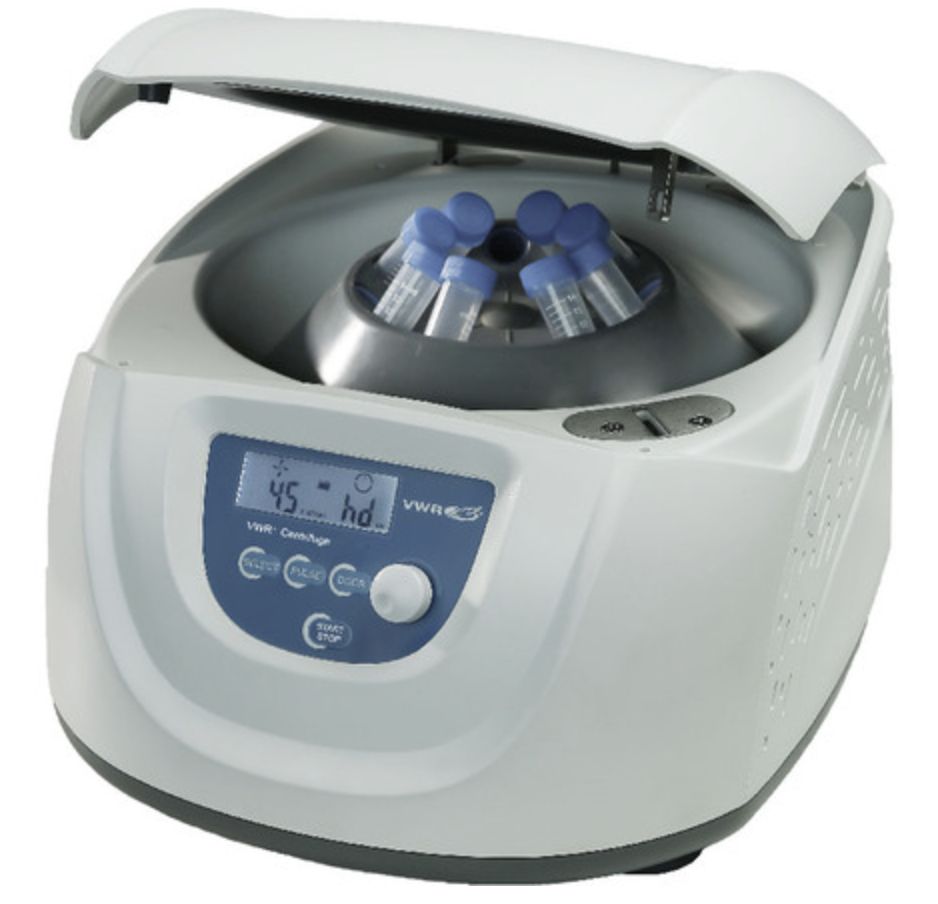 45 hd
VWR
VWR® Centrifuge
SELECT PULSE DOOR
START
STOP